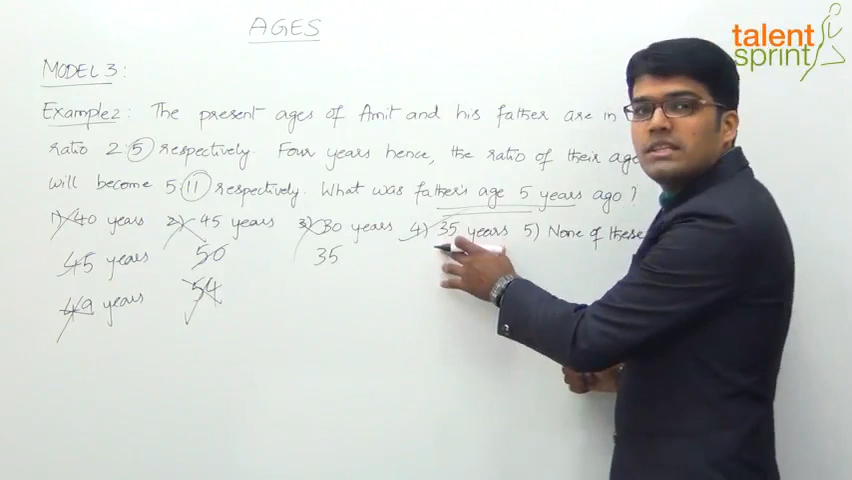 AGES
talent
sprint
MODEL 3:
Example 2: The present ages of Amit and his father are in
ratio 2:5 respectively. Four years hence, the ratio of their age
will become 5:11 respectively. What was father's age 5 years ago?
1) 40 years 2) 45 years 3) 30 years 4) 35 years 5) None of these
45 years 50 35
49 years 54